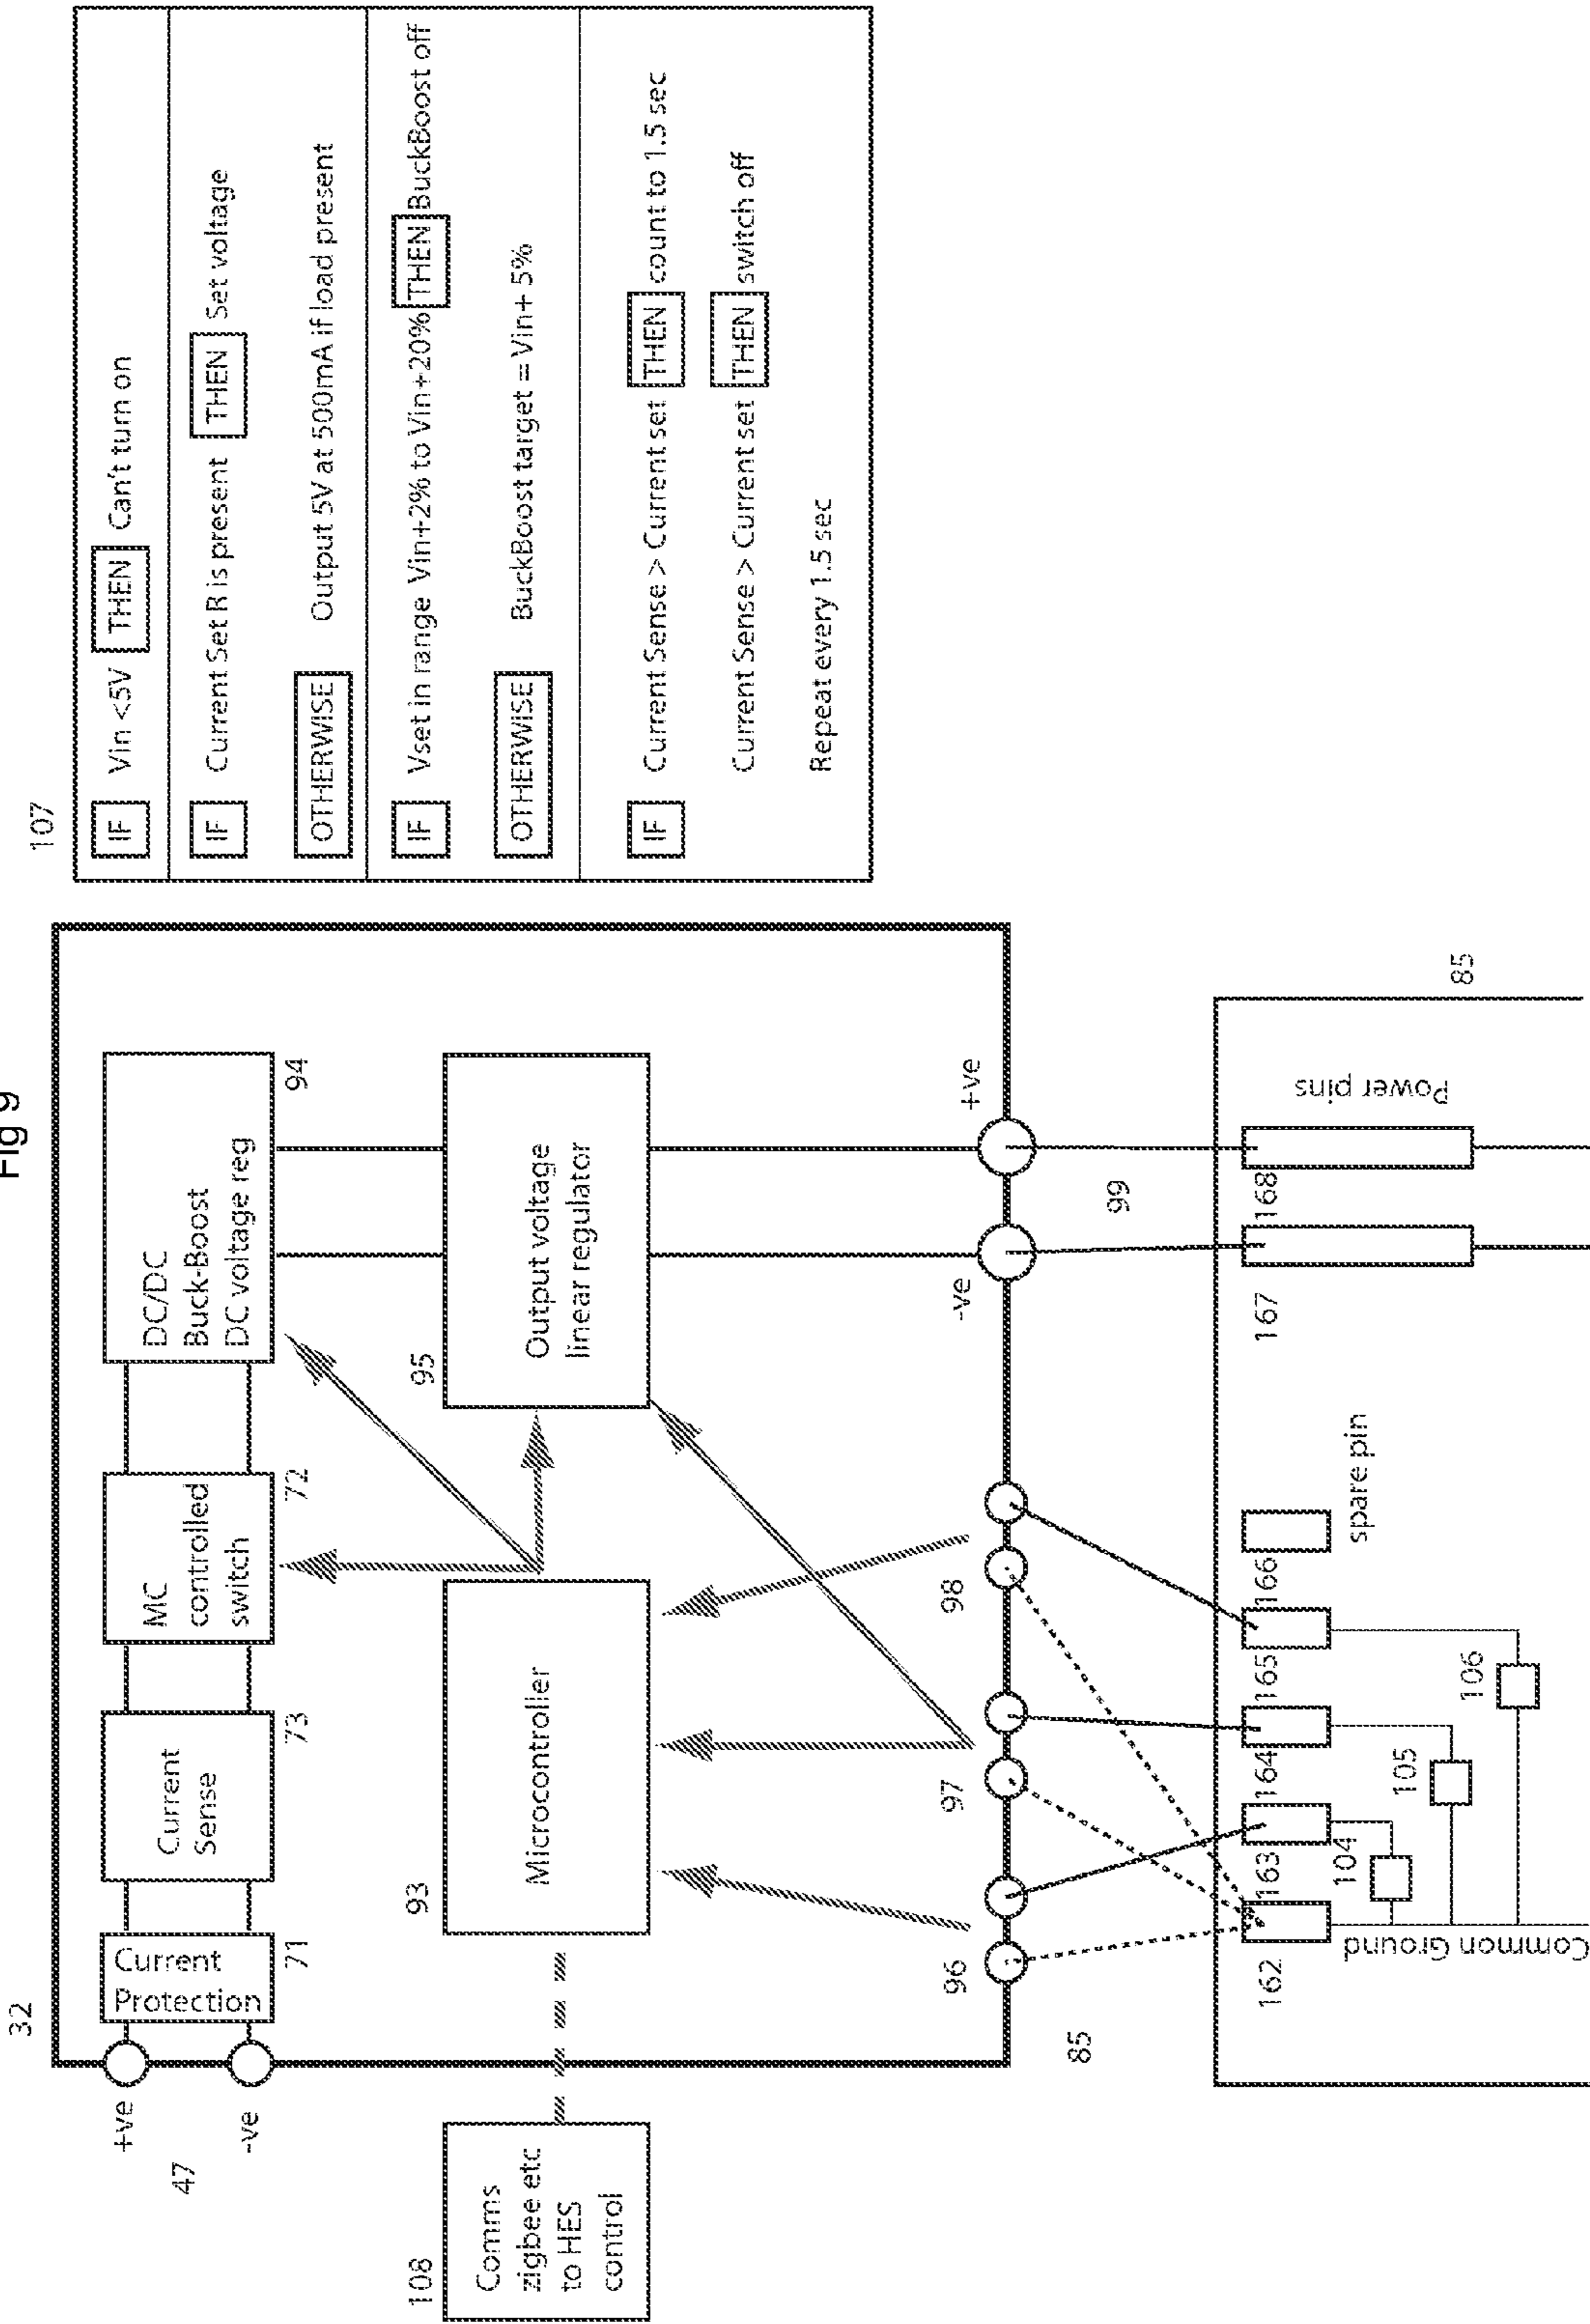 Fig 9
32
47
+ve
-ve
Current
Protection
71
Current
Sense
73
MC
controlled
switch
72
DC/DC
Buck-Boost
DC voltage reg
94
108
Comms
zigbee etc
to HES
control
93
Microcontroller
95
Output voltage
linear regulator
96
97
98
-ve
+ve
99
85
85
162
163
164
165
166
167
168
104
105
106
Common Ground
spare pin
Power pins
107
IF Vin <5V THEN Can't turn on
IF Current Set R is present THEN Set voltage
OTHERWISE Output 5V at 500mA if load present
IF Vset in range Vin+2% to Vin+20% THEN BuckBoost off
OTHERWISE BuckBoost target = Vin+ 5%
IF Current Sense > Current set THEN count to 1.5 sec
Current Sense > Current set THEN switch off
Repeat every 1.5 sec